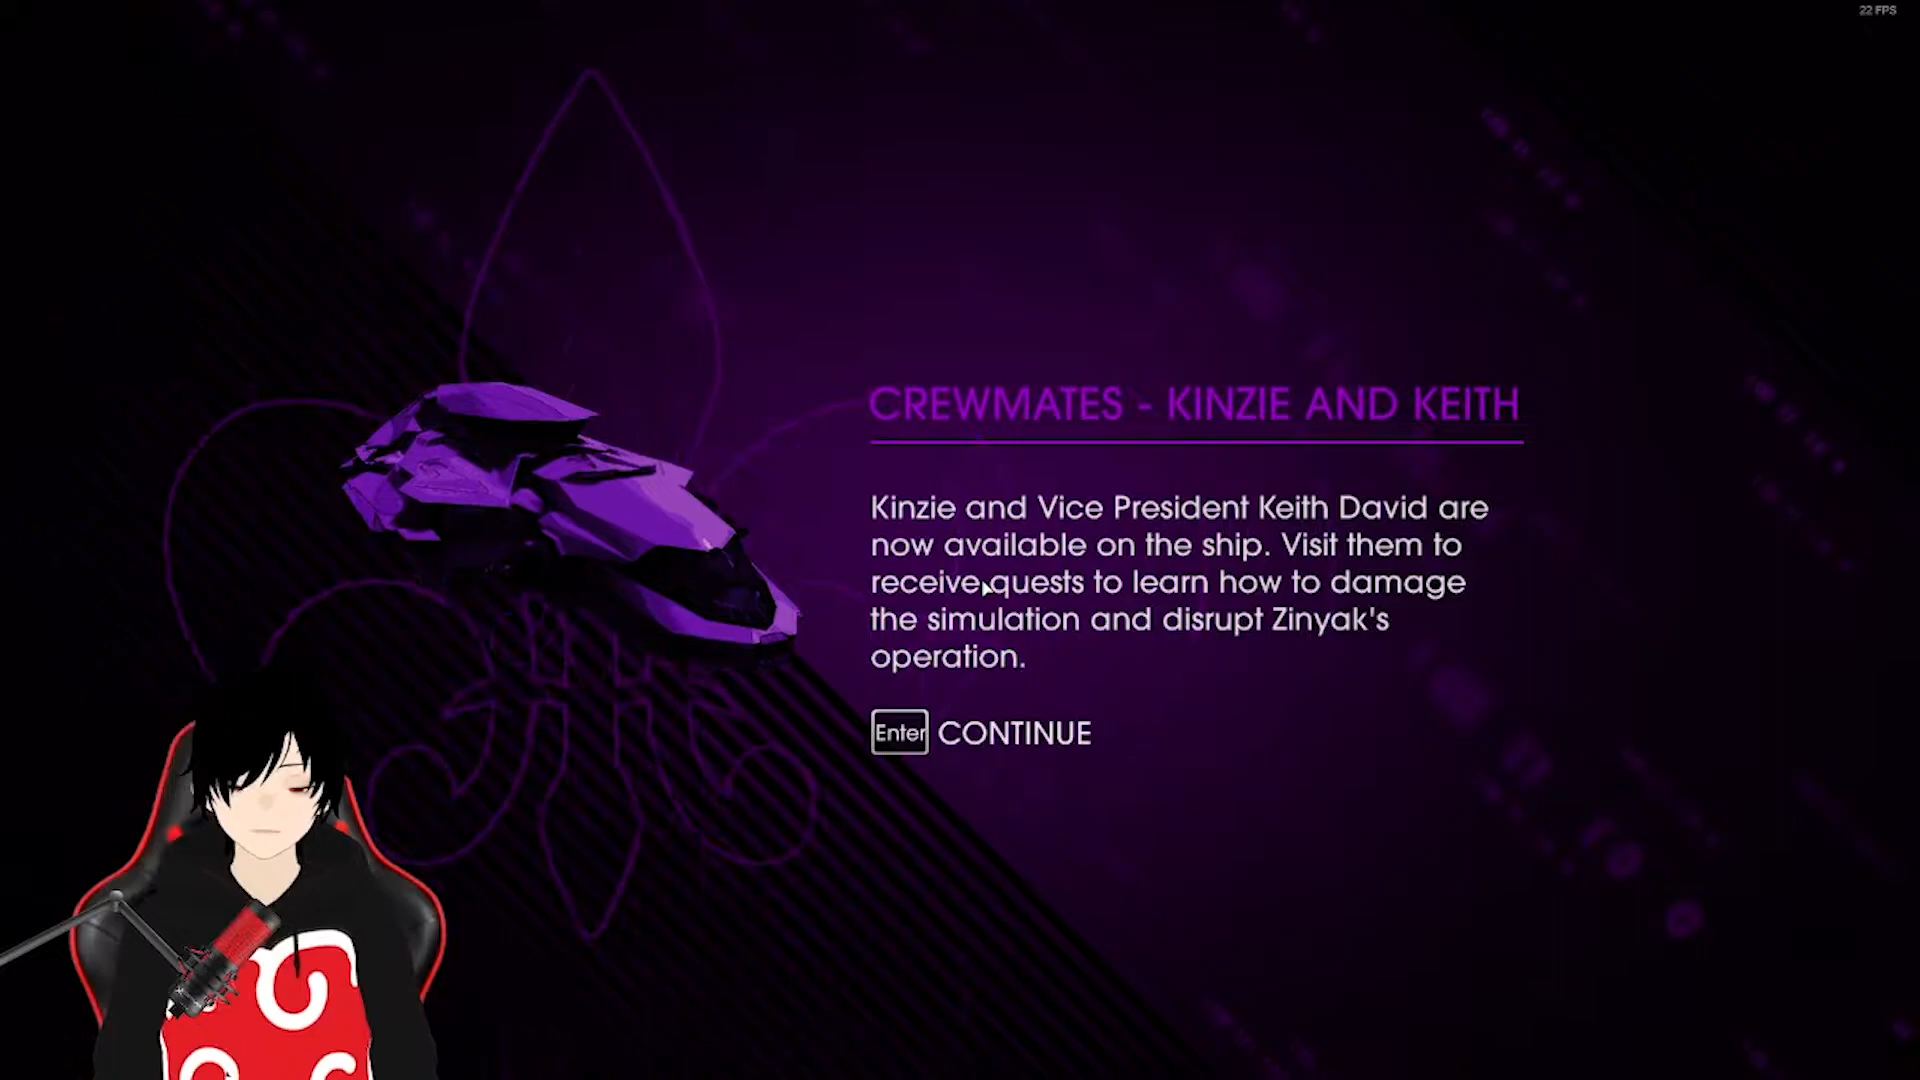 22 FPS
CREWMATES - KINZIE AND KEITH
Kinzie and Vice President Keith David are
now available on the ship. Visit them to
receive quests to learn how to damage
the simulation and disrupt Zinyak's
operation.
Enter CONTINUE